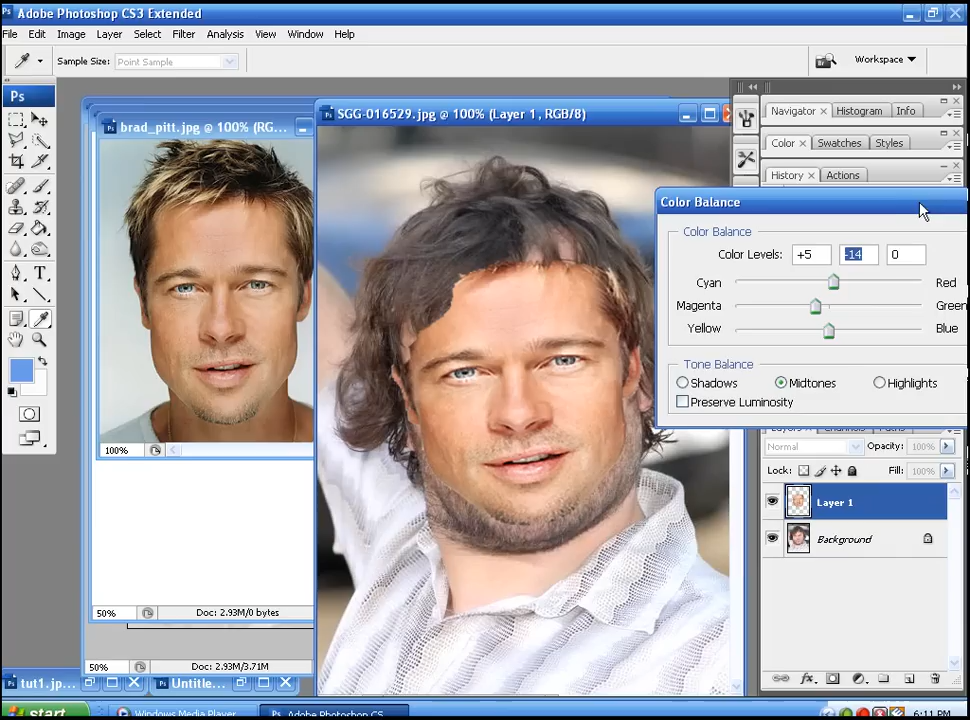 Ps Adobe Photoshop CS3 Extended
File Edit Image Layer Select Filter Analysis View Window Help
Sample Size: Point Sample Workspace
Ps
brad_pitt.jpg @ 100% (RG...
SGG-016529.jpg @ 100% (Layer 1, RGB/8)
Navigator Histogram Info
Color Swatches Styles
History Actions
Color Balance
Color Balance
Color Levels: +5 -14 0
Cyan Red
Magenta Green
Yellow Blue
Tone Balance
Shadows Midtones Highlights
Preserve Luminosity
Layers Channels Paths
Normal Opacity: 100%
Lock: Fill: 100%
Layer 1
Background
100%
50% Doc: 2.93M/0 bytes
50% Doc: 2.93M/3.71M
tut1.jp... Untitle...
start Windows Media Player Adobe Photoshop CS... 6:11 PM